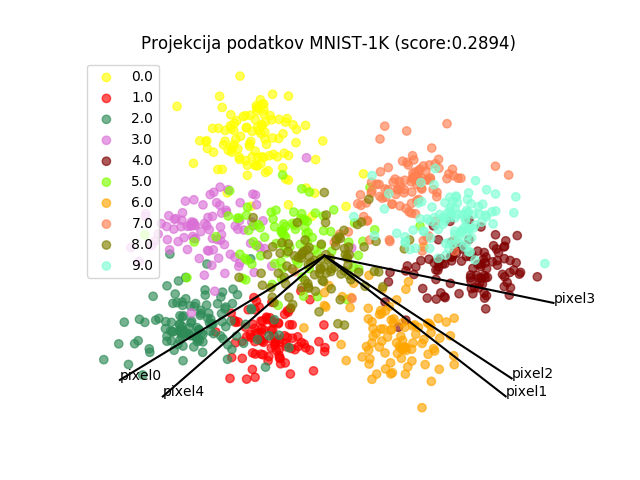 Projekcija podatkov MNIST-1K (score:0.2894)
0.0
1.0
2.0
3.0
4.0
5.0
6.0
7.0
8.0
9.0
pixel3
pixel0
pixel2
pixel4
pixel1